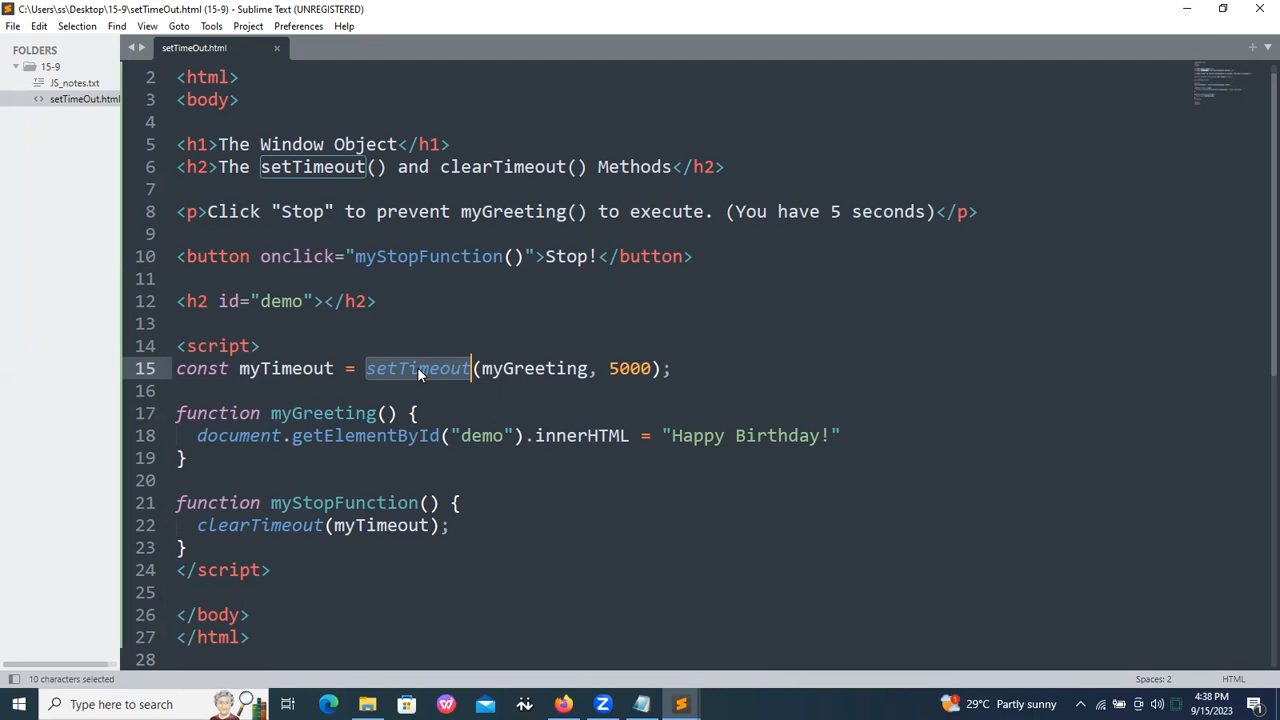 C:\Users\ss\Desktop\15-9\setTimeOut.html (15-9) - Sublime Text (UNREGISTERED)
File Edit Selection Find View Goto Tools Project Preferences Help
FOLDERS
15-9
JS_notes.txt
setTimeOut.html
setTimeOut.html
2 <html>
3 <body>
4
5 <h1>The Window Object</h1>
6 <h2>The setTimeout() and clearTimeout() Methods</h2>
7
8 <p>Click "Stop" to prevent myGreeting() to execute. (You have 5 seconds)</p>
9
10 <button onclick="myStopFunction()">Stop!</button>
11
12 <h2 id="demo"></h2>
13
14 <script>
15 const myTimeout = setTimeout(myGreeting, 5000);
16
17 function myGreeting() {
18   document.getElementById("demo").innerHTML = "Happy Birthday!"
19 }
20
21 function myStopFunction() {
22   clearTimeout(myTimeout);
23 }
24 </script>
25
26 </body>
27 </html>
28
10 characters selected Spaces: 2 HTML
Type here to search
29°C Partly sunny
4:38 PM
9/15/2023
1